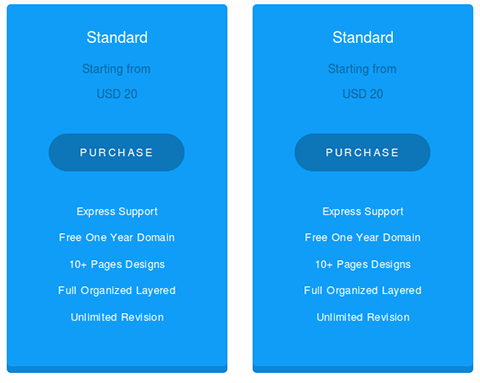 Standard
Starting from
USD 20
PURCHASE
Express Support
Free One Year Domain
10+ Pages Designs
Full Organized Layered
Unlimited Revision
Standard
Starting from
USD 20
PURCHASE
Express Support
Free One Year Domain
10+ Pages Designs
Full Organized Layered
Unlimited Revision